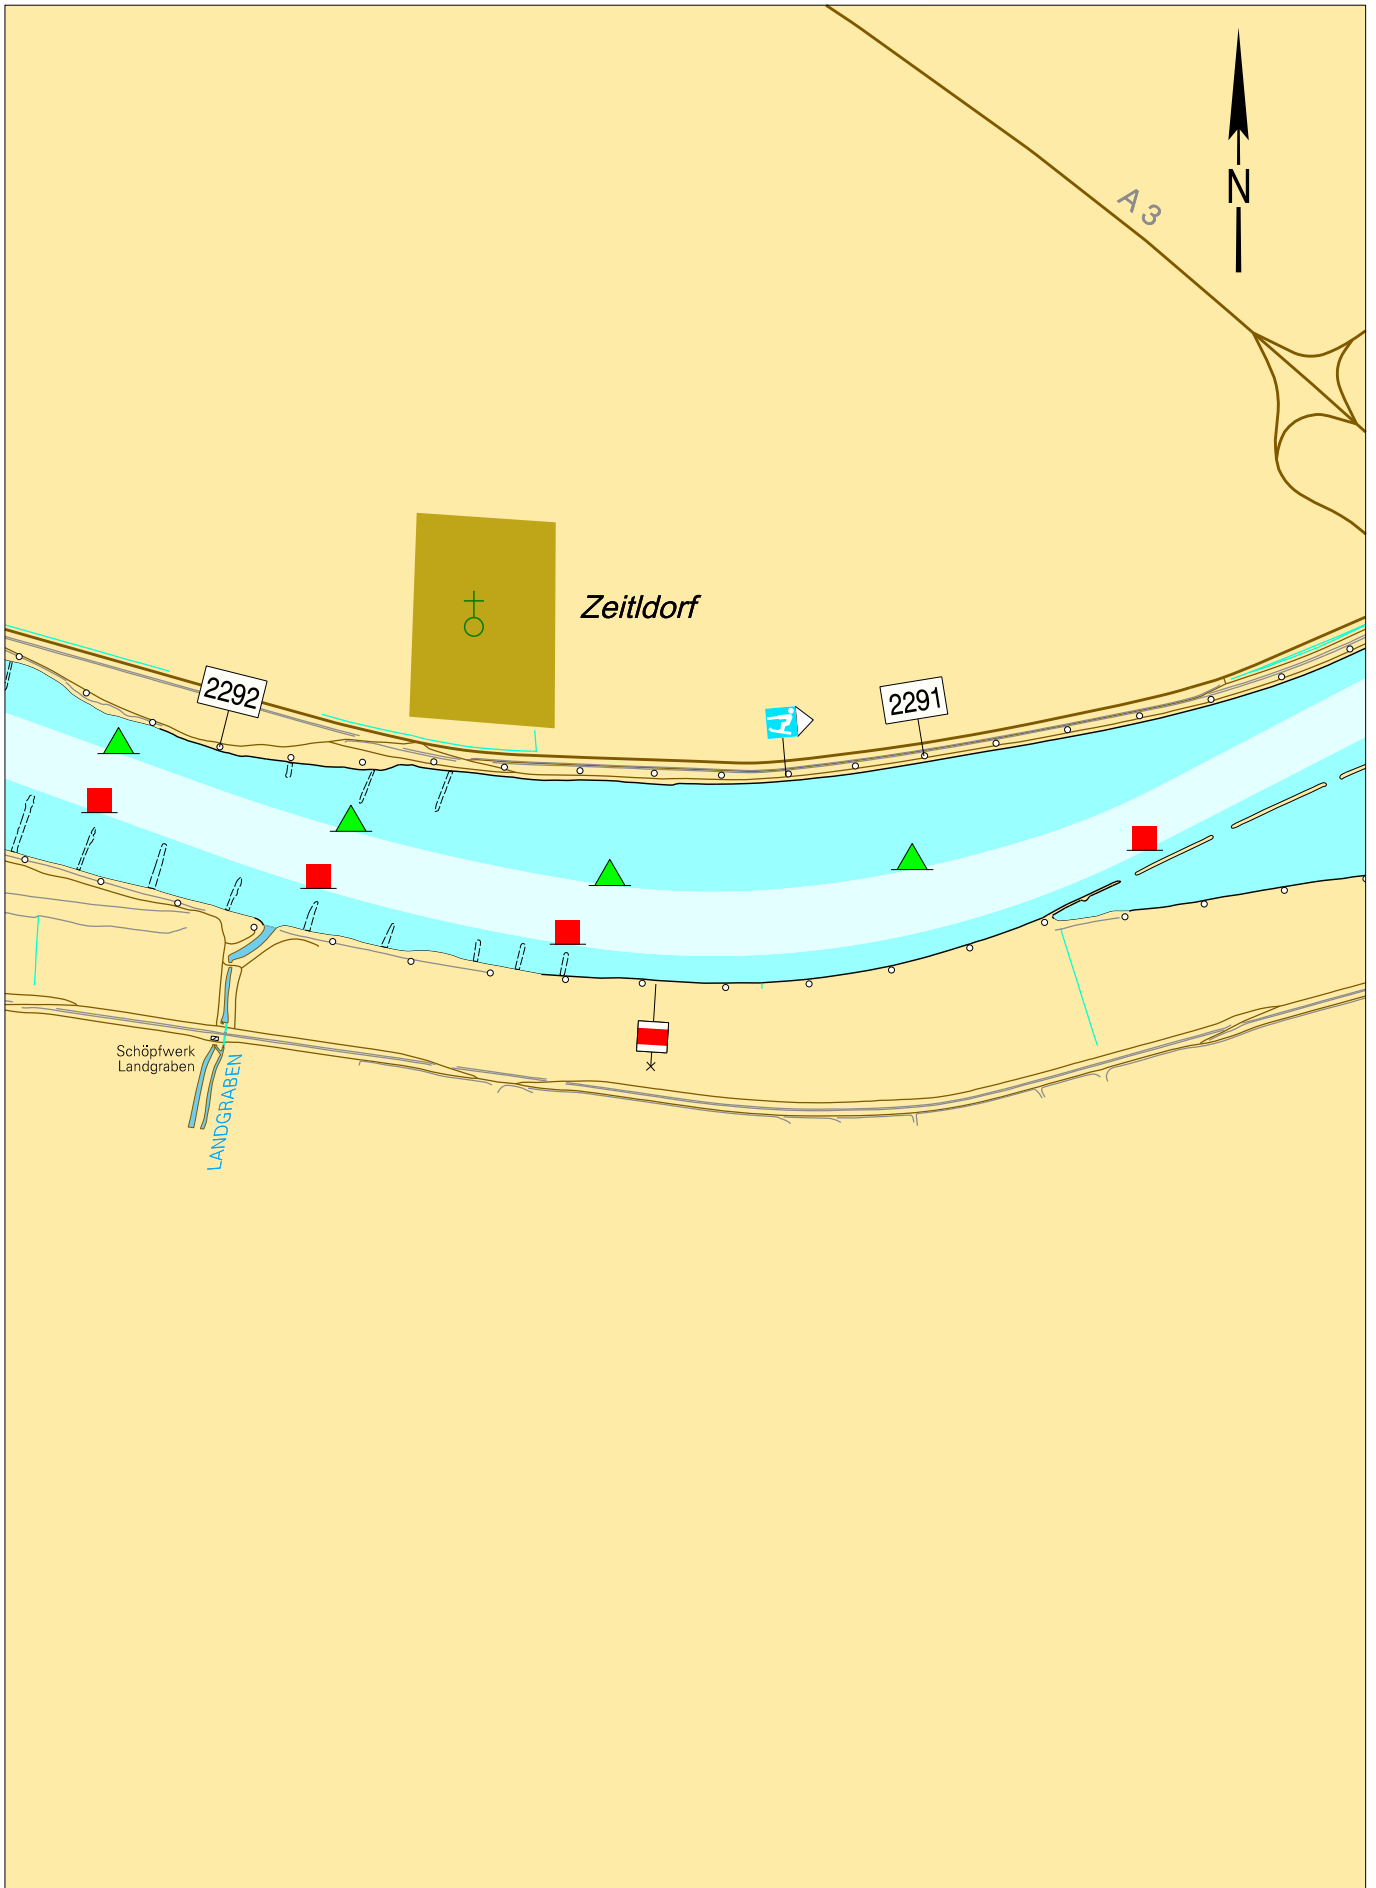 A 3
N
Zeitldorf
2292
2291
Schöpfwerk
Landgraben
LANDGRABEN